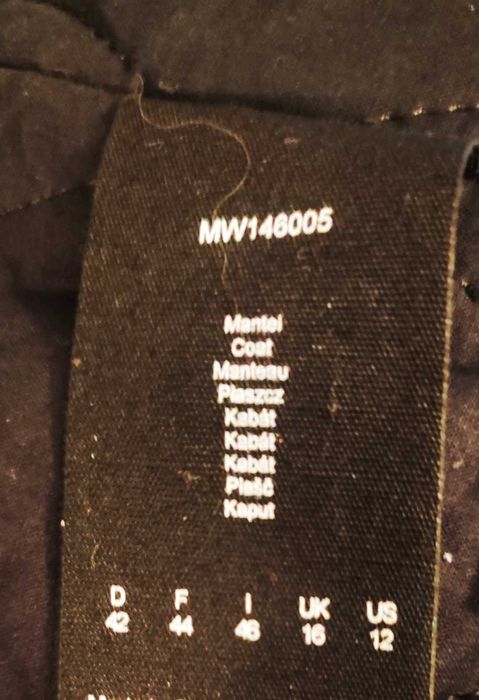 MW146005
Mantel
Coat
Manteau
Płaszcz
Kabát
Kabát
Kabát
Plašč
Kaput
D F I UK US
42 44 46 16 12